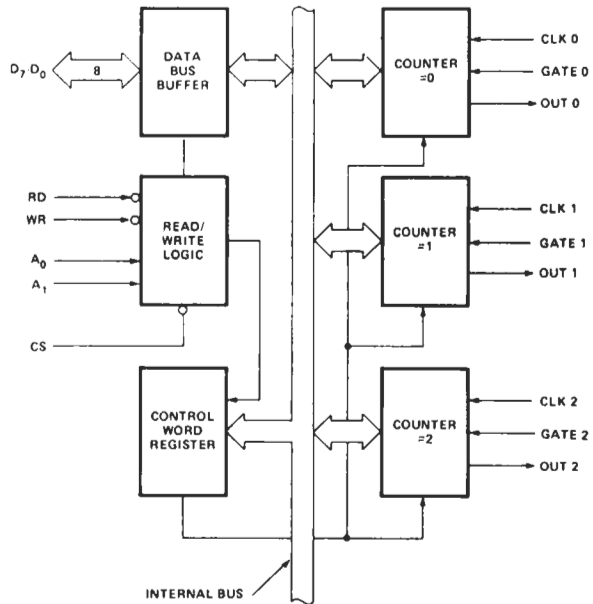 D7-D0
8
DATA
BUS
BUFFER
RD
WR
A0
A1
CS
READ/
WRITE
LOGIC
CONTROL
WORD
REGISTER
INTERNAL BUS
COUNTER
=0
CLK 0
GATE 0
OUT 0
COUNTER
=1
CLK 1
GATE 1
OUT 1
COUNTER
=2
CLK 2
GATE 2
OUT 2